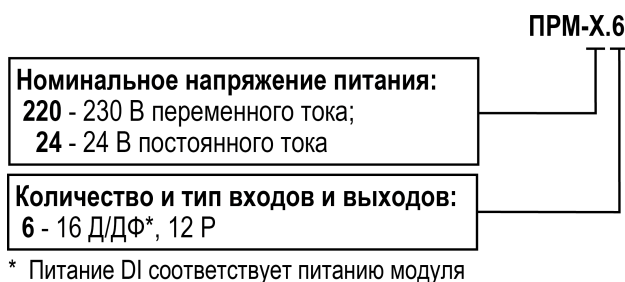 ПРМ-Х.6
Номинальное напряжение питания:
220 - 230 В переменного тока;
24 - 24 В постоянного тока
Количество и тип входов и выходов:
6 - 16 Д/ДФ*, 12 Р
* Питание DI соответствует питанию модуля